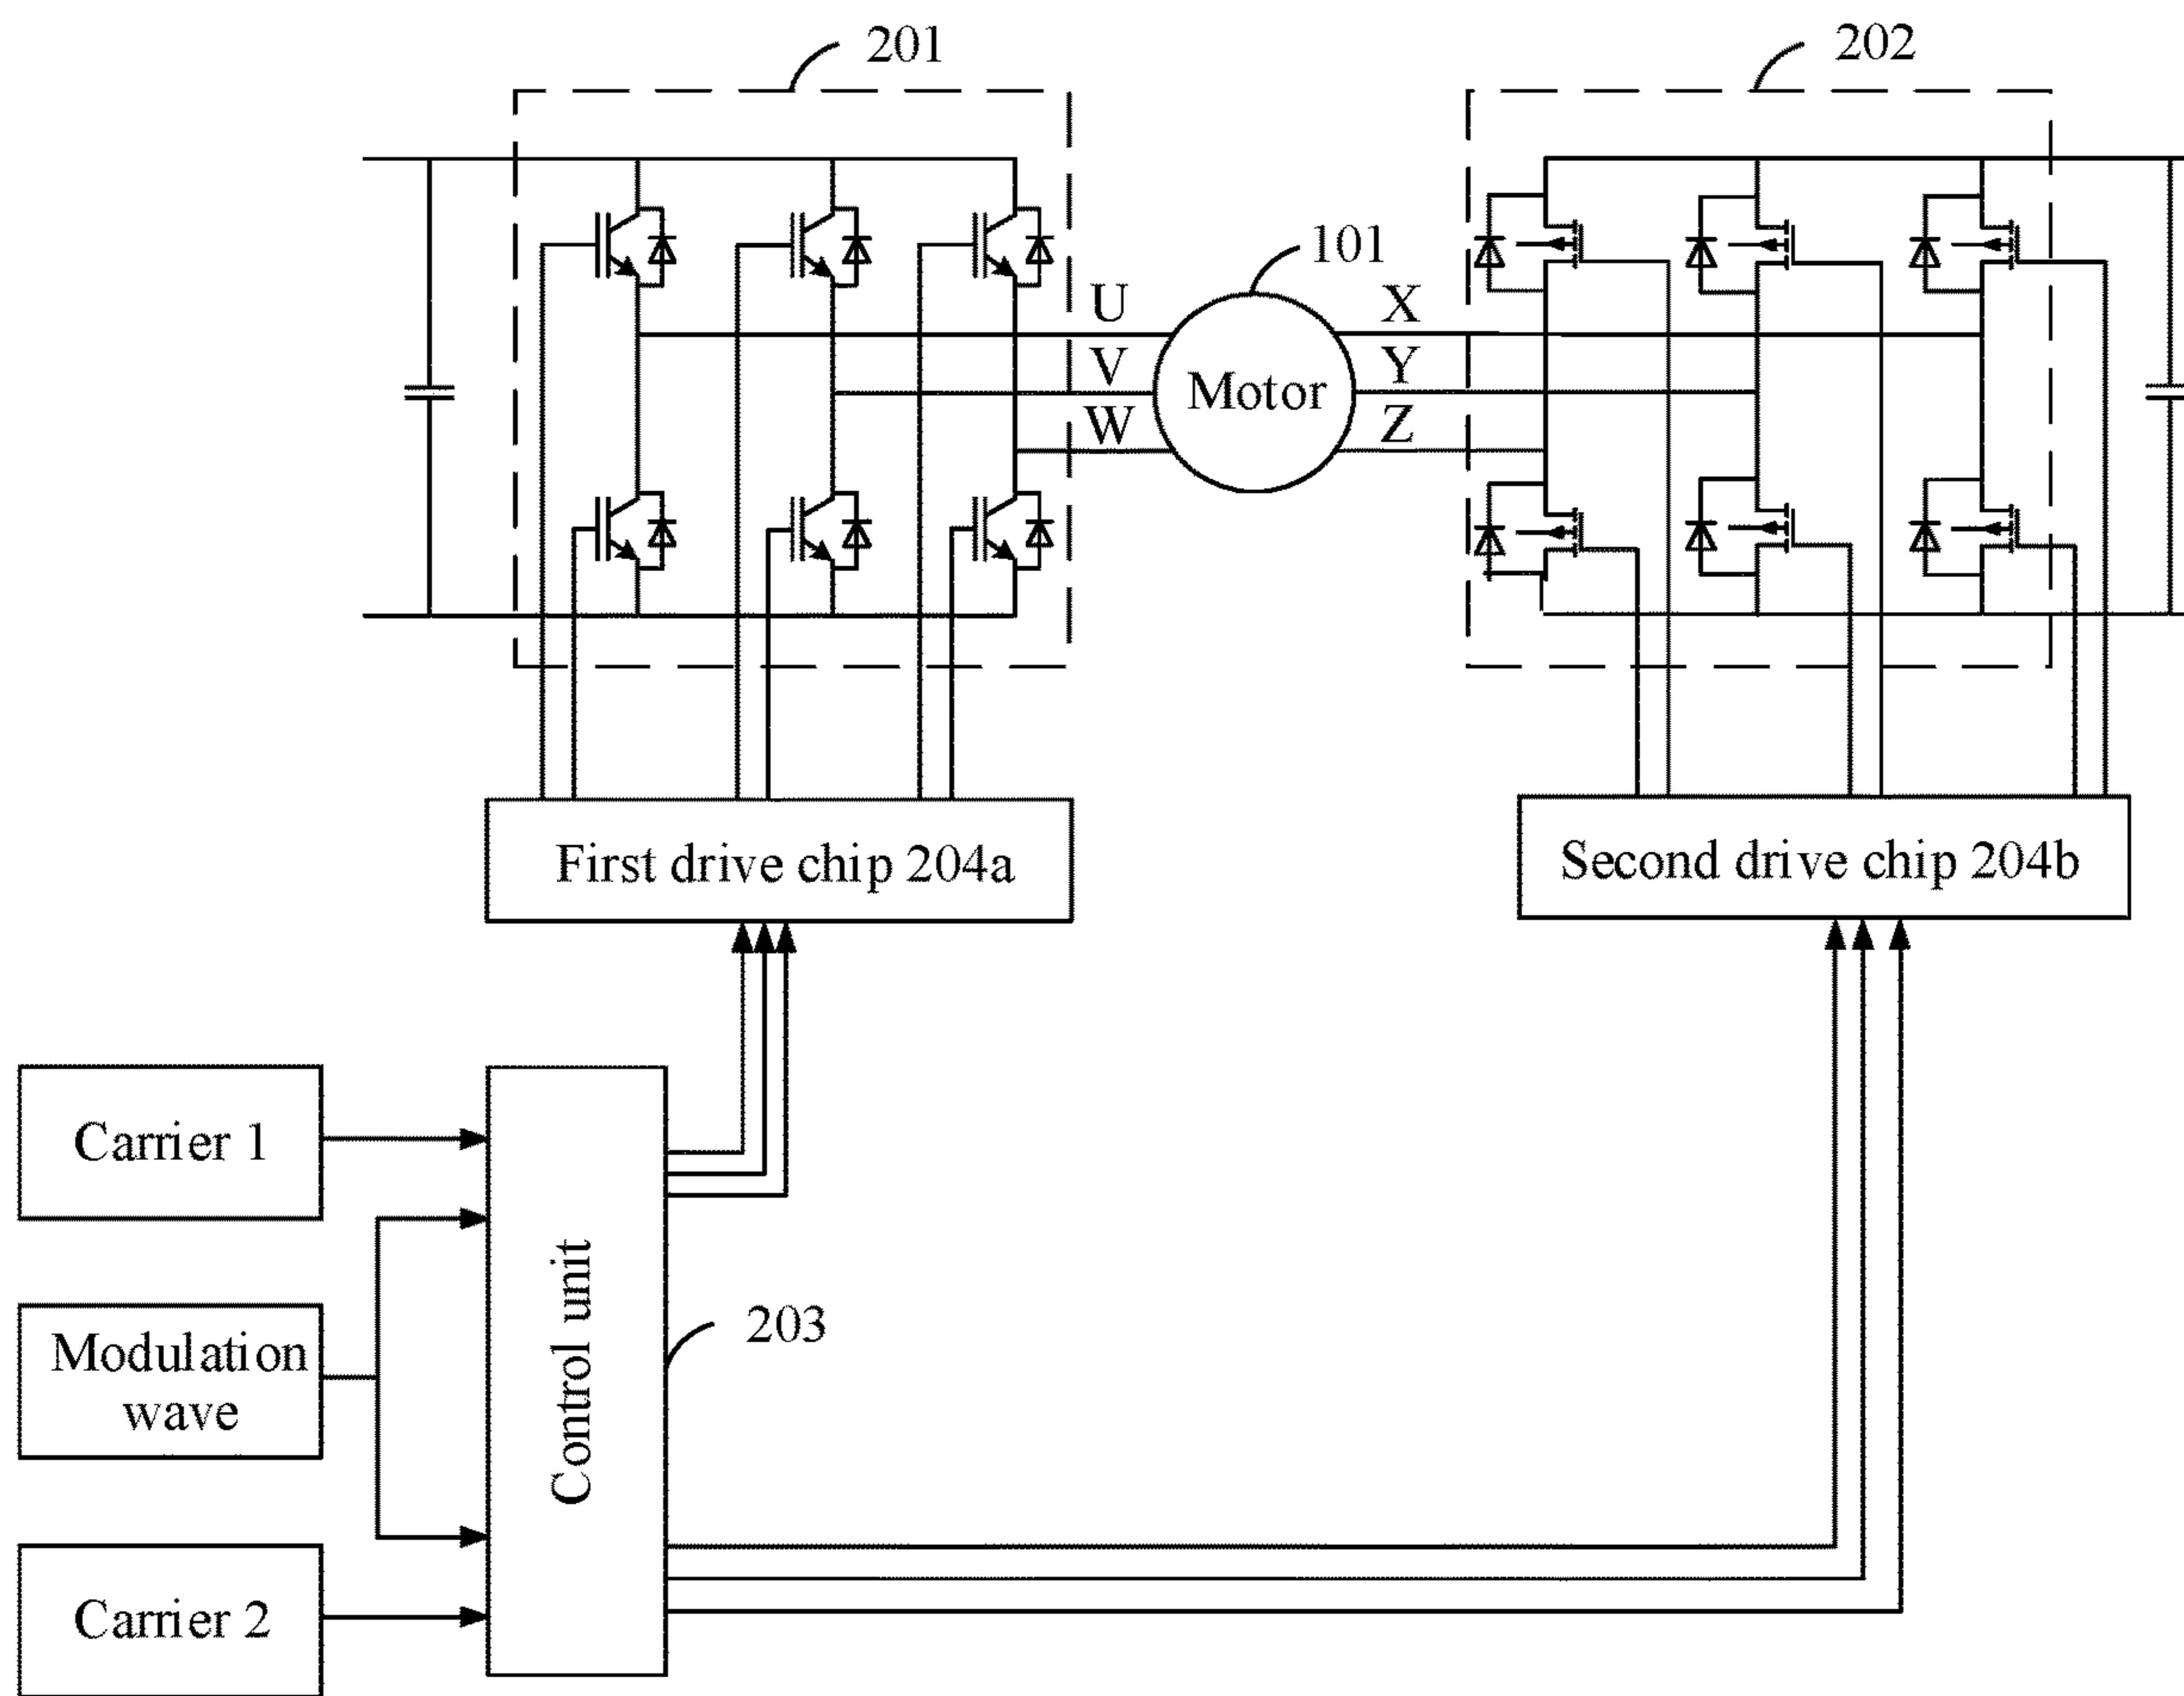 201
202
101
U
X
V
Y
Motor
W
Z
First drive chip 204a
Second drive chip 204b
Carrier 1
Modulation
wave
Carrier 2
Control unit
203